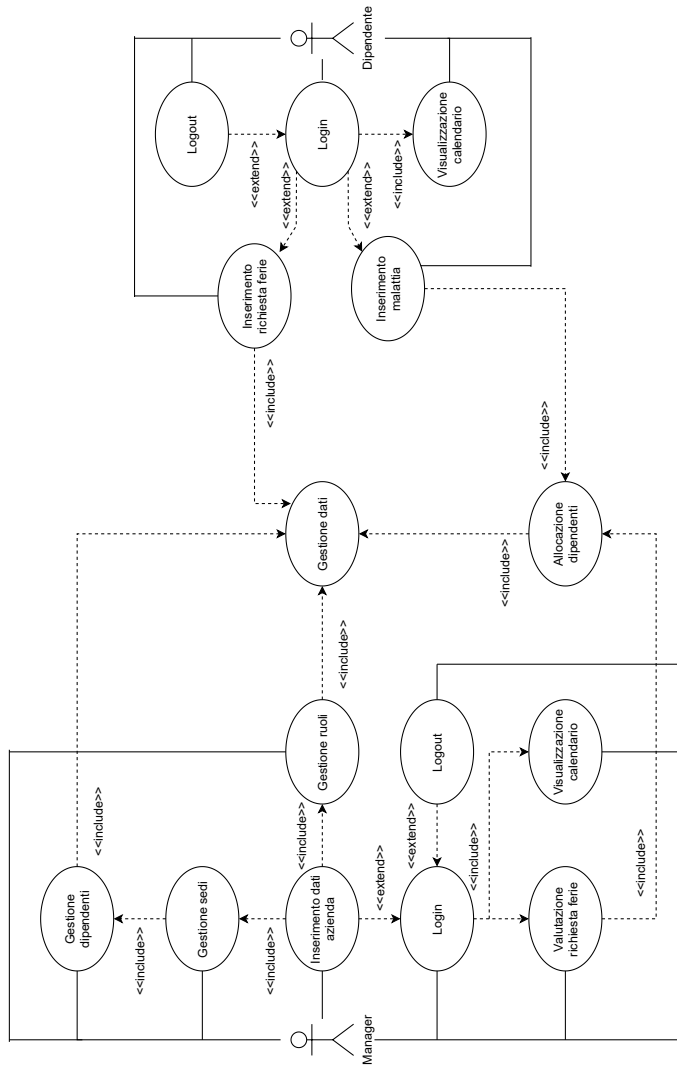 Gestione
dipendenti
<<include>>
<<include>>
Gestione sedi
Logout
<<extend>>
Inserimento
richiesta ferie
<<extend>>
<<include>>
<<include>>
<<include>>
Inserimento dati
azienda
Gestione ruoli
Gestione dati
Login
<<include>>
Manager
Dipendente
<<extend>>
<<extend>>
Inserimento
malattia
<<include>>
<<extend>>
Login
Logout
Visualizzazione
calendario
<<include>>
<<include>>
<<include>>
Valutazione
richiesta ferie
Visualizzazione
calendario
Allocazione
dipendenti
<<include>>